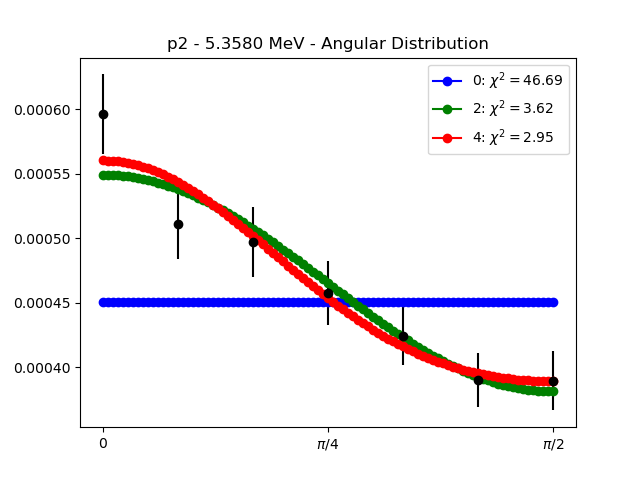 p2 - 5.3580 MeV - Angular Distribution
0: χ² = 46.69
2: χ² = 3.62
4: χ² = 2.95
0.00060
0.00055
0.00050
0.00045
0.00040
0 π/4 π/2